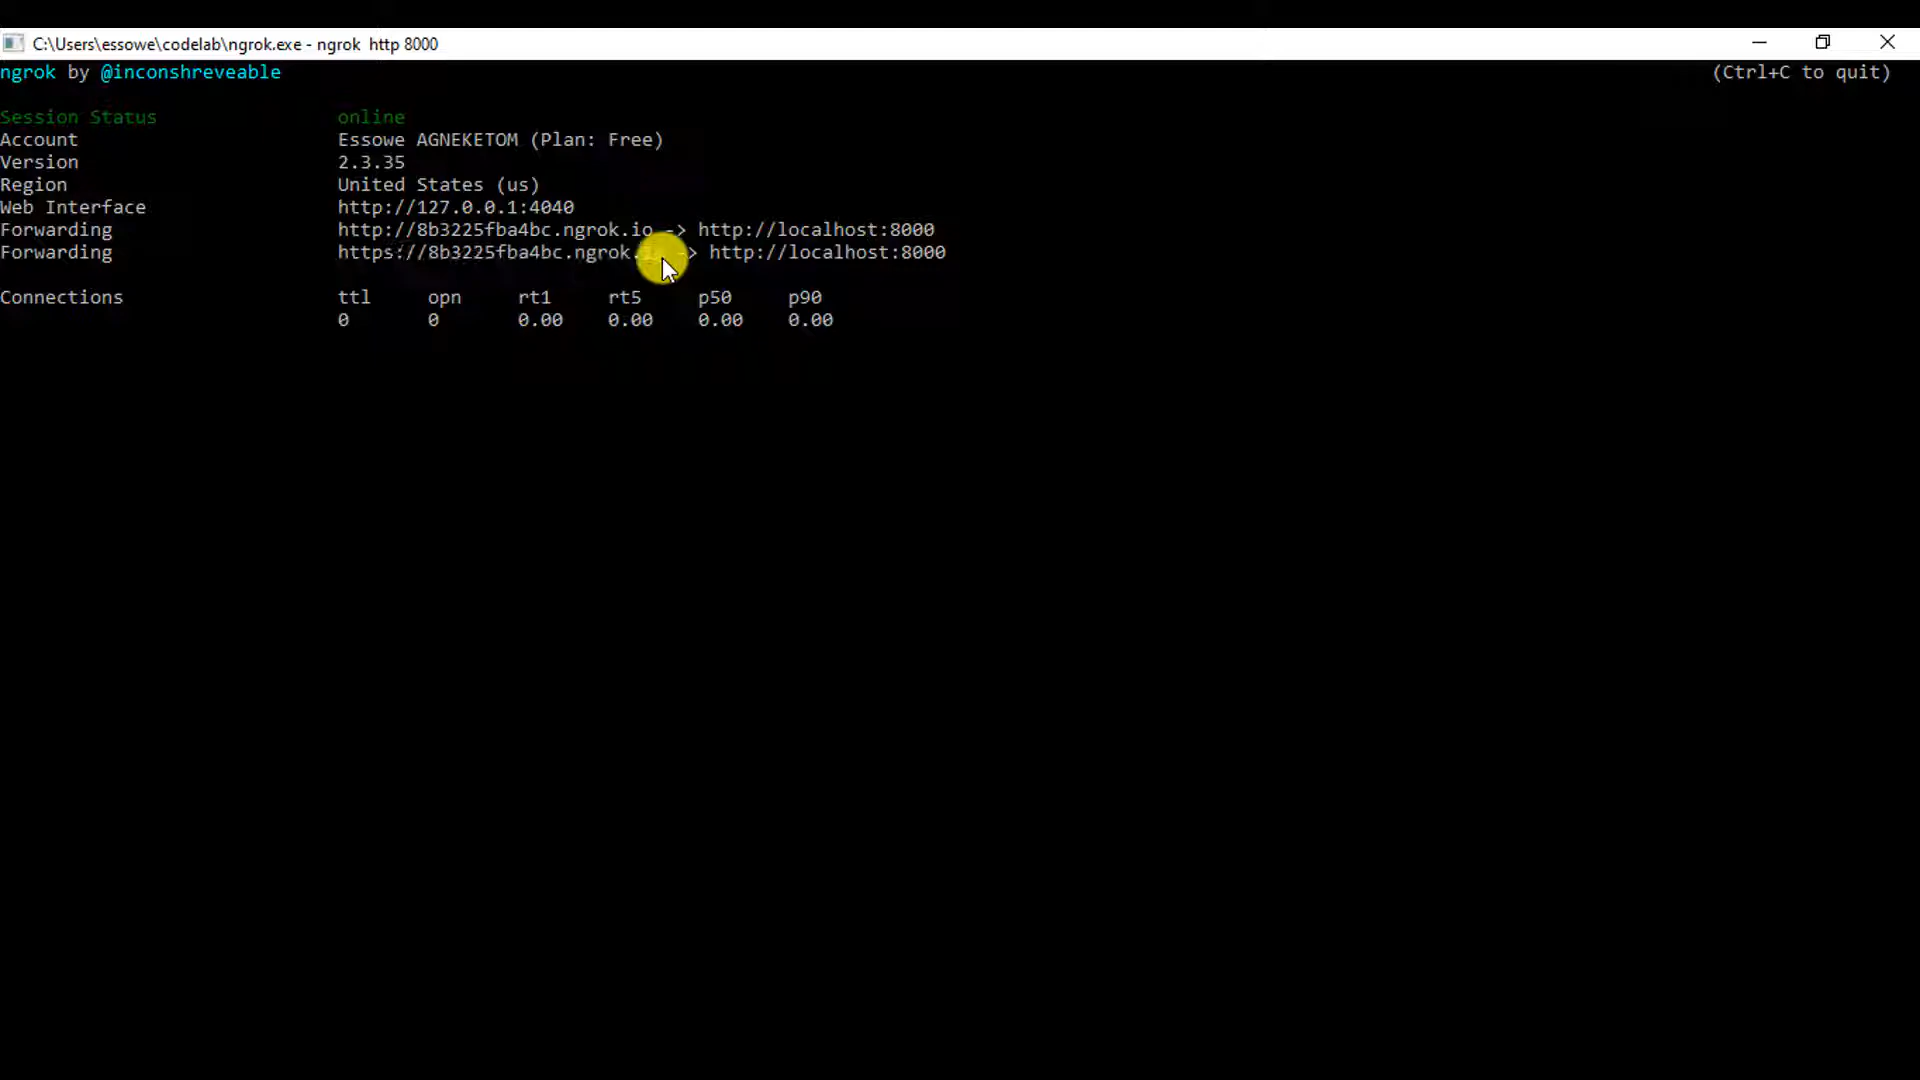 C:\Users\essowe\codelab\ngrok.exe - ngrok  http 8000
ngrok by @inconshreveable (Ctrl+C to quit)
Session Status online
Account Essowe AGNEKETOM (Plan: Free)
Version 2.3.35
Region United States (us)
Web Interface http://127.0.0.1:4040
Forwarding http://8b3225fba4bc.ngrok.io -> http://localhost:8000
Forwarding https://8b3225fba4bc.ngrok.io -> http://localhost:8000
Connections ttl opn rt1 rt5 p50 p90
0 0 0.00 0.00 0.00 0.00